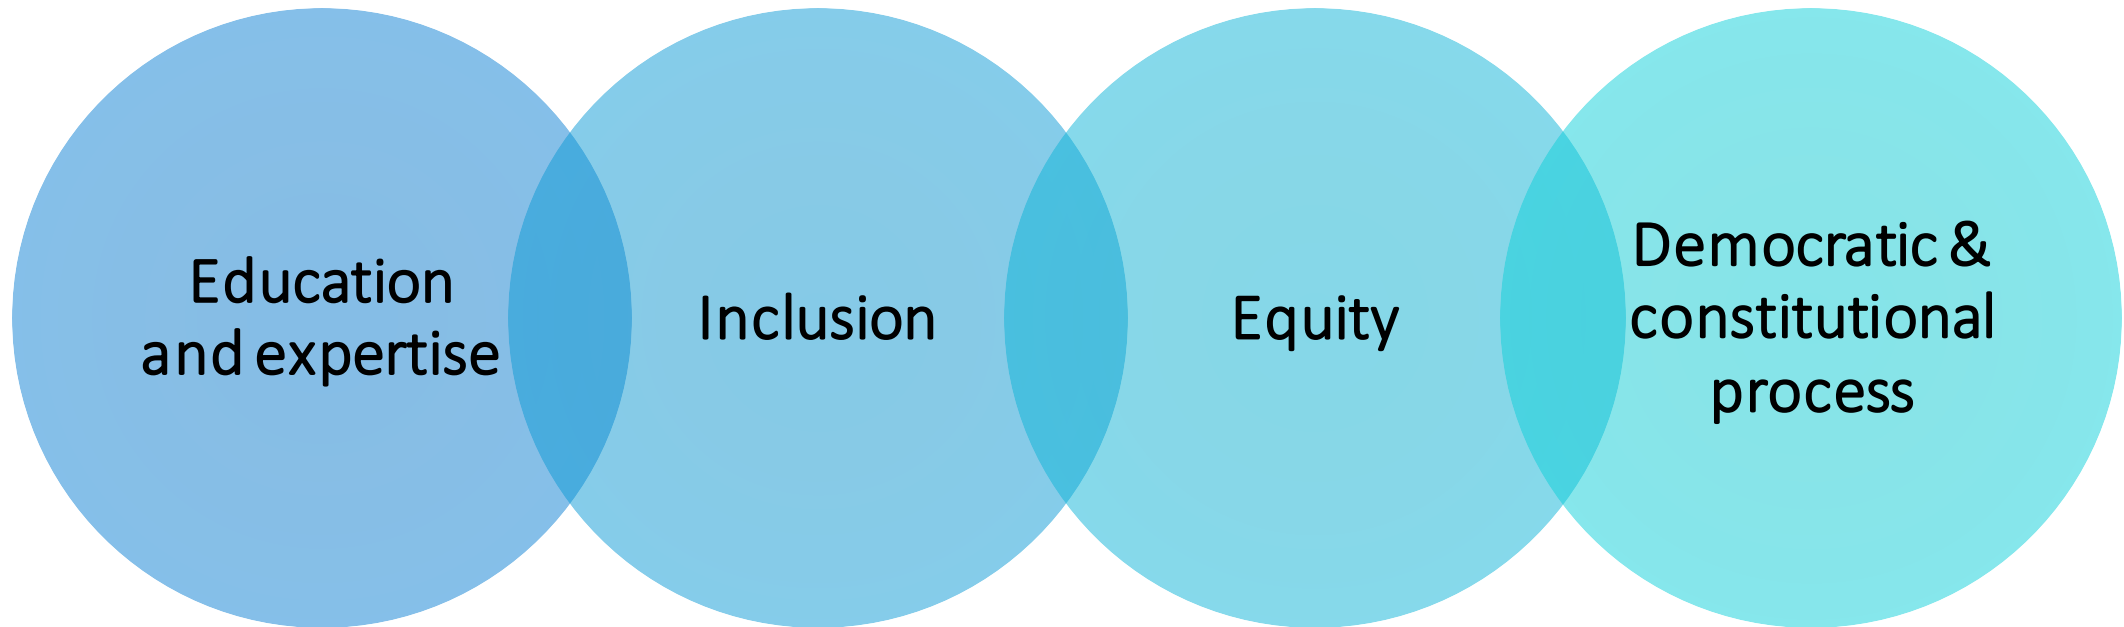 Education
and expertise
Inclusion
Equity
Democratic &
constitutional
process